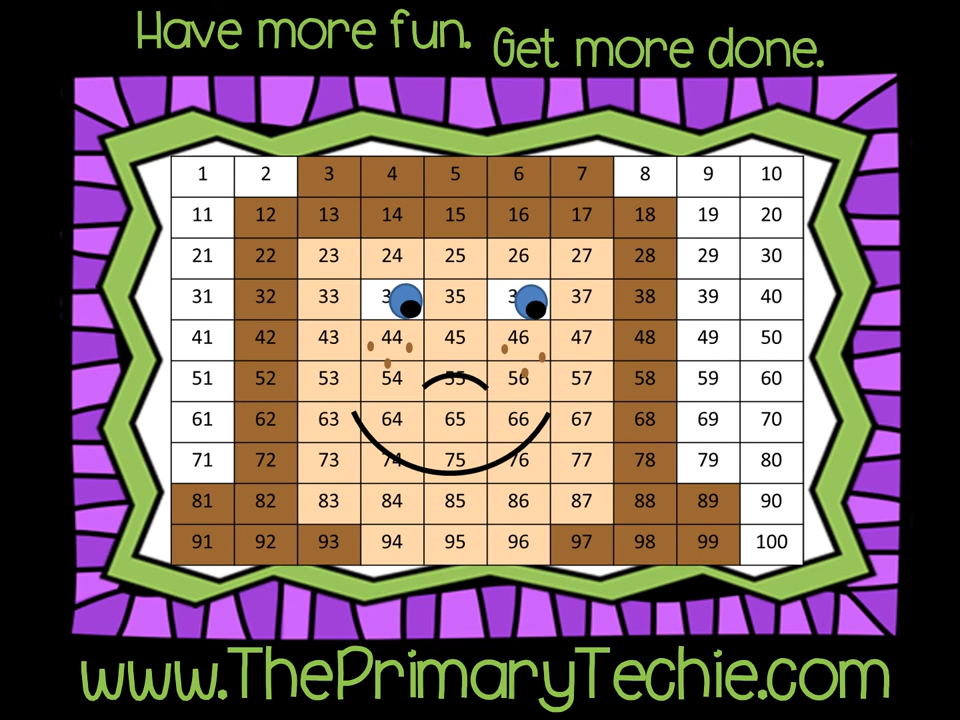 Have more fun. Get more done.
1 2 3 4 5 6 7 8 9 10
11 12 13 14 15 16 17 18 19 20
21 22 23 24 25 26 27 28 29 30
31 32 33 3 35 3 37 38 39 40
41 42 43 44 45 46 47 48 49 50
51 52 53 54 55 56 57 58 59 60
61 62 63 64 65 66 67 68 69 70
71 72 73 74 75 76 77 78 79 80
81 82 83 84 85 86 87 88 89 90
91 92 93 94 95 96 97 98 99 100
www.ThePrimaryTechie.com